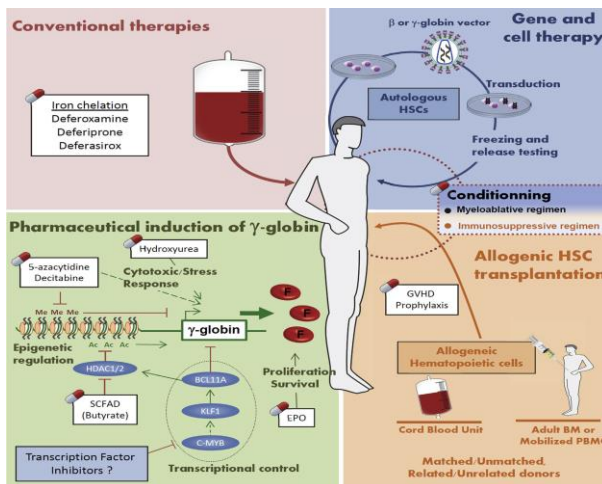 Conventional therapies
Iron chelation
Deferoxamine
Deferiprone
Deferasirox
Gene and
cell therapy
β or γ-globin vector
Transduction
Autologous
HSCs
Freezing and
release testing
Conditionning
Myeloablative regimen
Immunosuppressive regimen
Pharmaceutical induction of γ-globin
Hydroxyurea
Cytotoxic/Stress
Response
5-azacytidine
Decitabine
Me Me Me
γ-globin
F
F
F
Epigenetic
regulation
Ac Ac Ac
HDAC1/2
SCFAD
(Butyrate)
BCL11A
KLF1
C-MYB
Proliferation
Survival
EPO
Transcription Factor
Inhibitors ?
Transcriptional control
Allogenic HSC
transplantation
GVHD
Prophylaxis
Allogeneic
Hematopoietic cells
Cord Blood Unit
Adult BM or
Mobilized PBMC
Matched/Unmatched,
Related/Unrelated donors